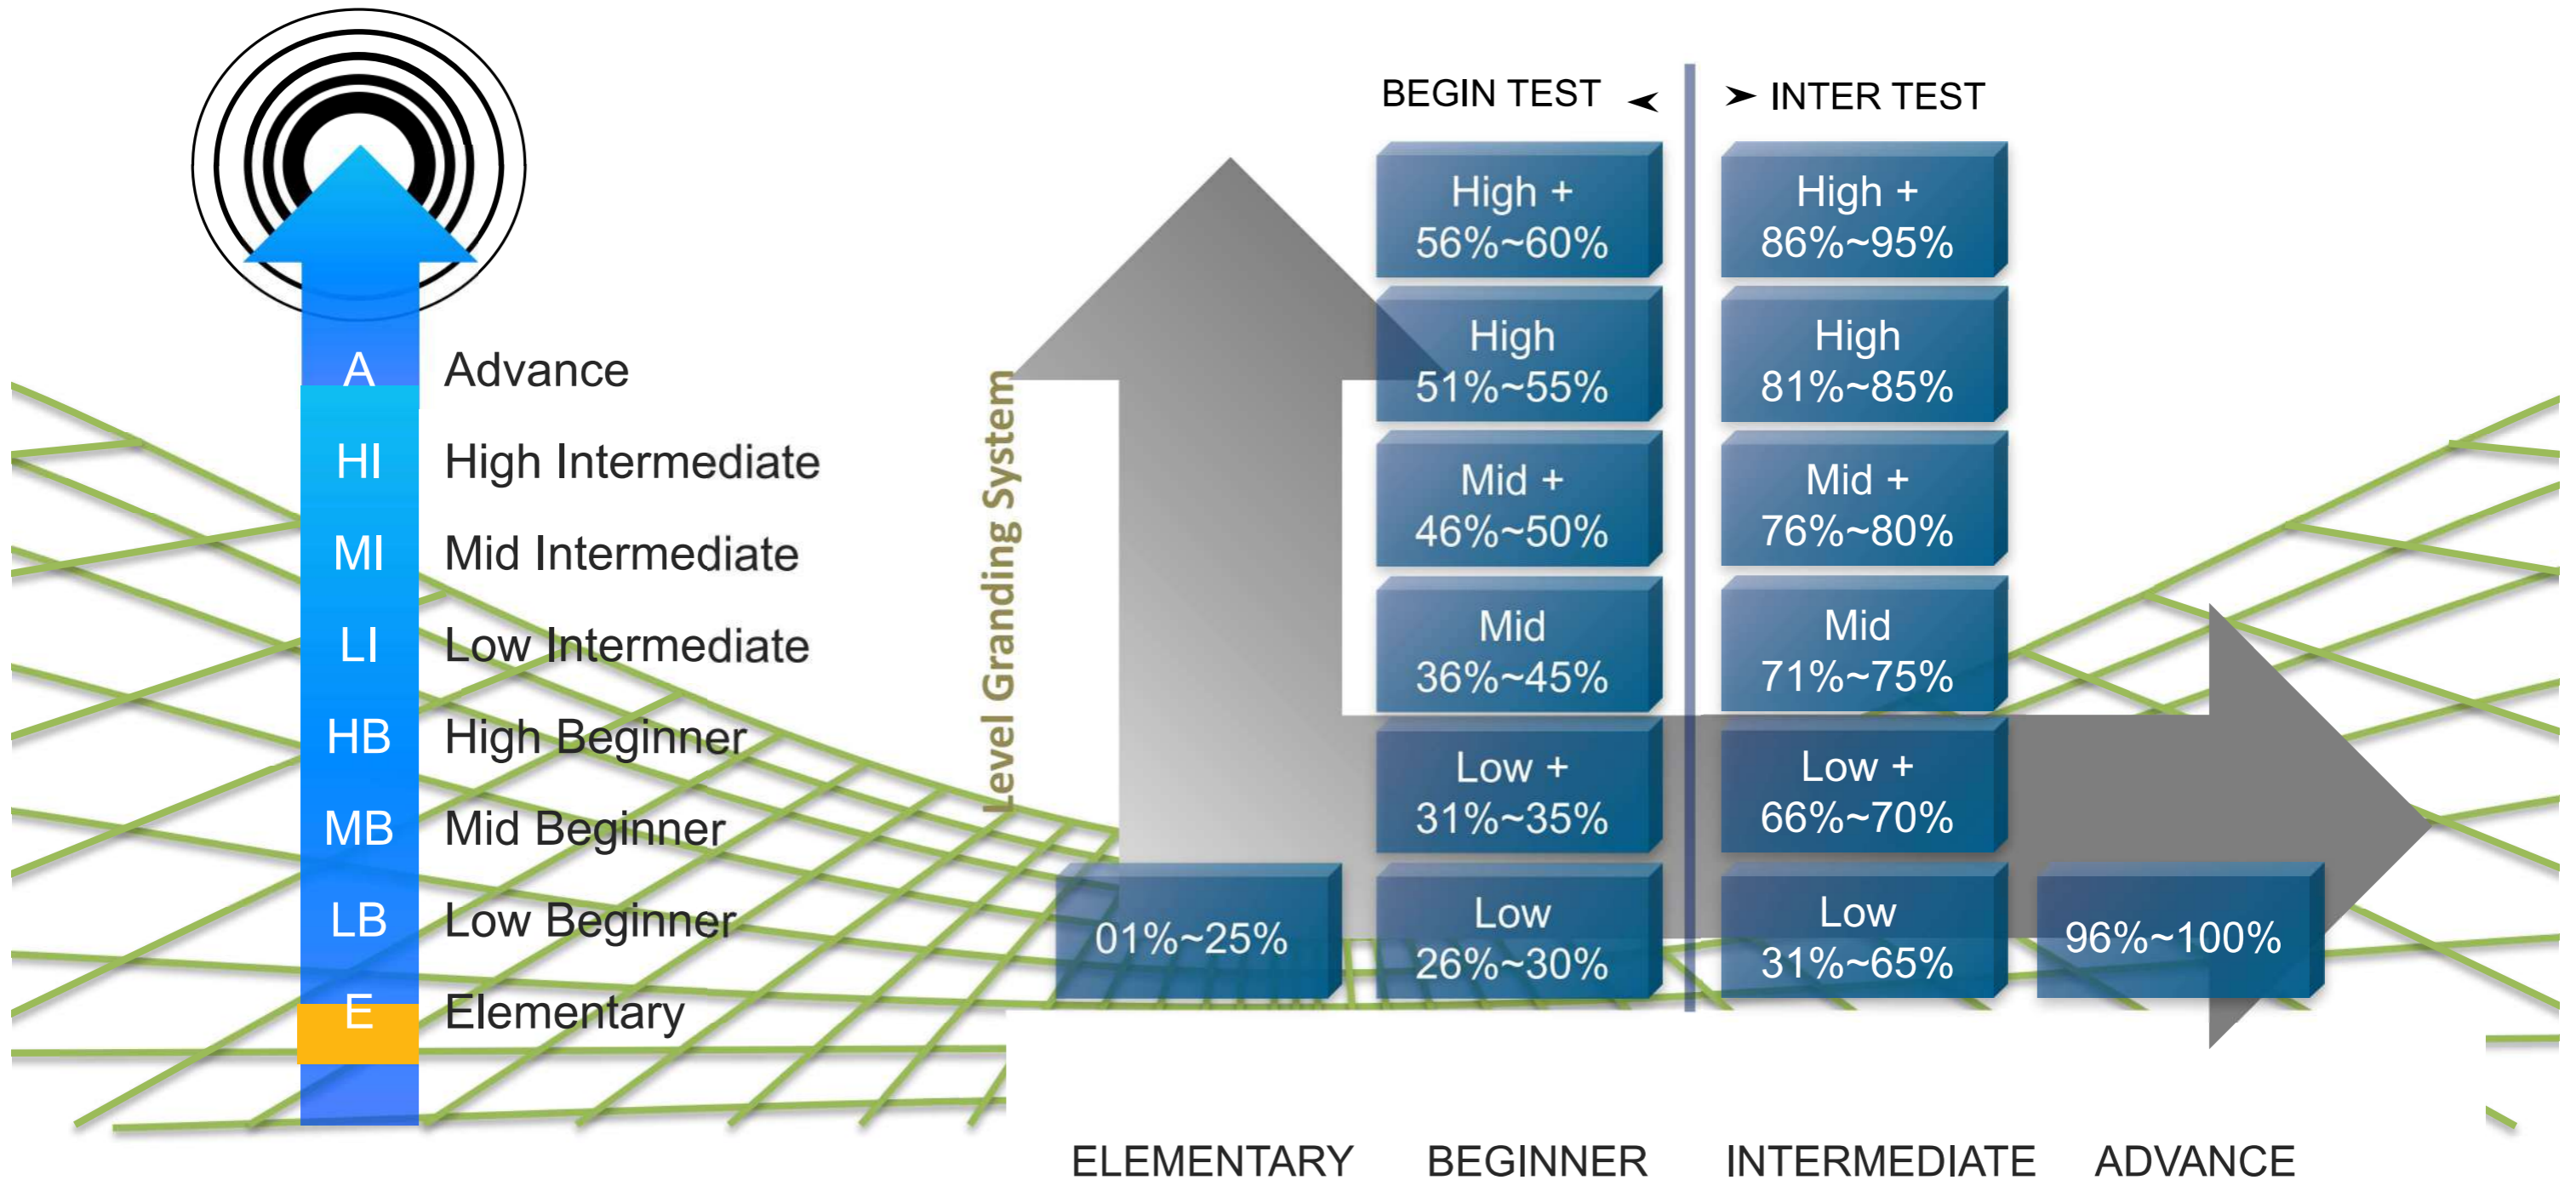 A Advance
HI High Intermediate
MI Mid Intermediate
LI Low Intermediate
HB High Beginner
MB Mid Beginner
LB Low Beginner
E Elementary
Level Granding System
BEGIN TEST
INTER TEST
High +
56%~60%
High
51%~55%
Mid +
46%~50%
Mid
36%~45%
Low +
31%~35%
Low
26%~30%
High +
86%~95%
High
81%~85%
Mid +
76%~80%
Mid
71%~75%
Low +
66%~70%
Low
31%~65%
01%~25%
96%~100%
ELEMENTARY BEGINNER INTERMEDIATE ADVANCE